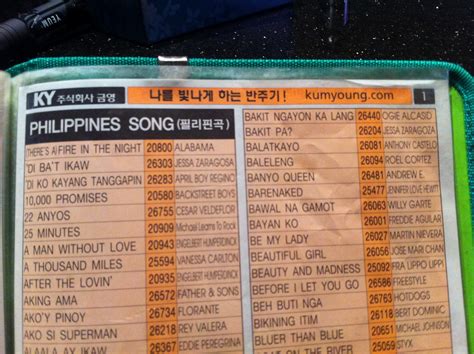 KY 주식회사 금영
나를 빛나게 하는 반주기!
kumyoung.com
1
PHILIPPINES SONG (필리핀곡)
THERE'S A FIRE IN THE NIGHT 20800 ALABAMA
'DI BA'T IKAW 26303 JESSA ZARAGOSA
'DI KO KAYANG TANGGAPIN 26283 APRIL BOY REGINO
10,000 PROMISES 20580 BACKSTREET BOYS
22 ANYOS 26755 CESAR VELDEFLOR
25 MINUTES 20909 Michael Learns To Rock
A MAN WITHOUT LOVE 20943 ENGELBERT HUMPERDINCK
A THOUSAND MILES 25594 VANESSA CARLTON
AFTER THE LOVIN' 20935 ENGELBERT HUMPERDINCK
AKING AMA 26572 FATHER & SONS
AKO'Y PINOY 26734 FLORANTE
AKO SI SUPERMAN 26218 REY VALERA
ALALA AY IKAW 26367 EDDIE PEREGRINA
BAKIT NGAYON KA LANG 26440 OGIE ALCASID
BAKIT PA? 26204 JESSA ZARAGOZA
BALATKAYO 26081 ANTHONY CASTELO
BALELENG 26094 ROEL CORTEZ
BANYO QUEEN 26481 ANDREW E.
BARENAKED 25477 JENNIFER LOVE HEWITT
BAWAL NA GAMOT 26063 WILLY GARTE
BAYAN KO 26001 FREDDIE AGUILAR
BE MY LADY 26027 MARTIN NIEVERA
BEAUTIFUL GIRL 26056 JOSE MARI CHAN
BEAUTY AND MADNESS 25092 FRA LIPPO LIPPI
BEFORE I LET YOU GO 26586 FREESTYLE
BEH BUTI NGA 26763 HOTDOGS
BIKINING ITIM 26118 BERT DOMINIC
BLUER THAN BLUE 20651 MICHAEL JOHNSON